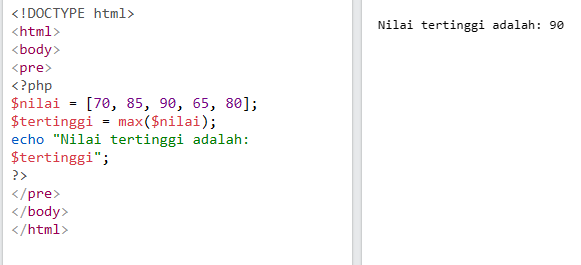 <!DOCTYPE html>
<html>
<body>
<pre>
<?php
$nilai = [70, 85, 90, 65, 80];
$tertinggi = max($nilai);
echo "Nilai tertinggi adalah:
$tertinggi";
?>
</pre>
</body>
</html>
Nilai tertinggi adalah: 90